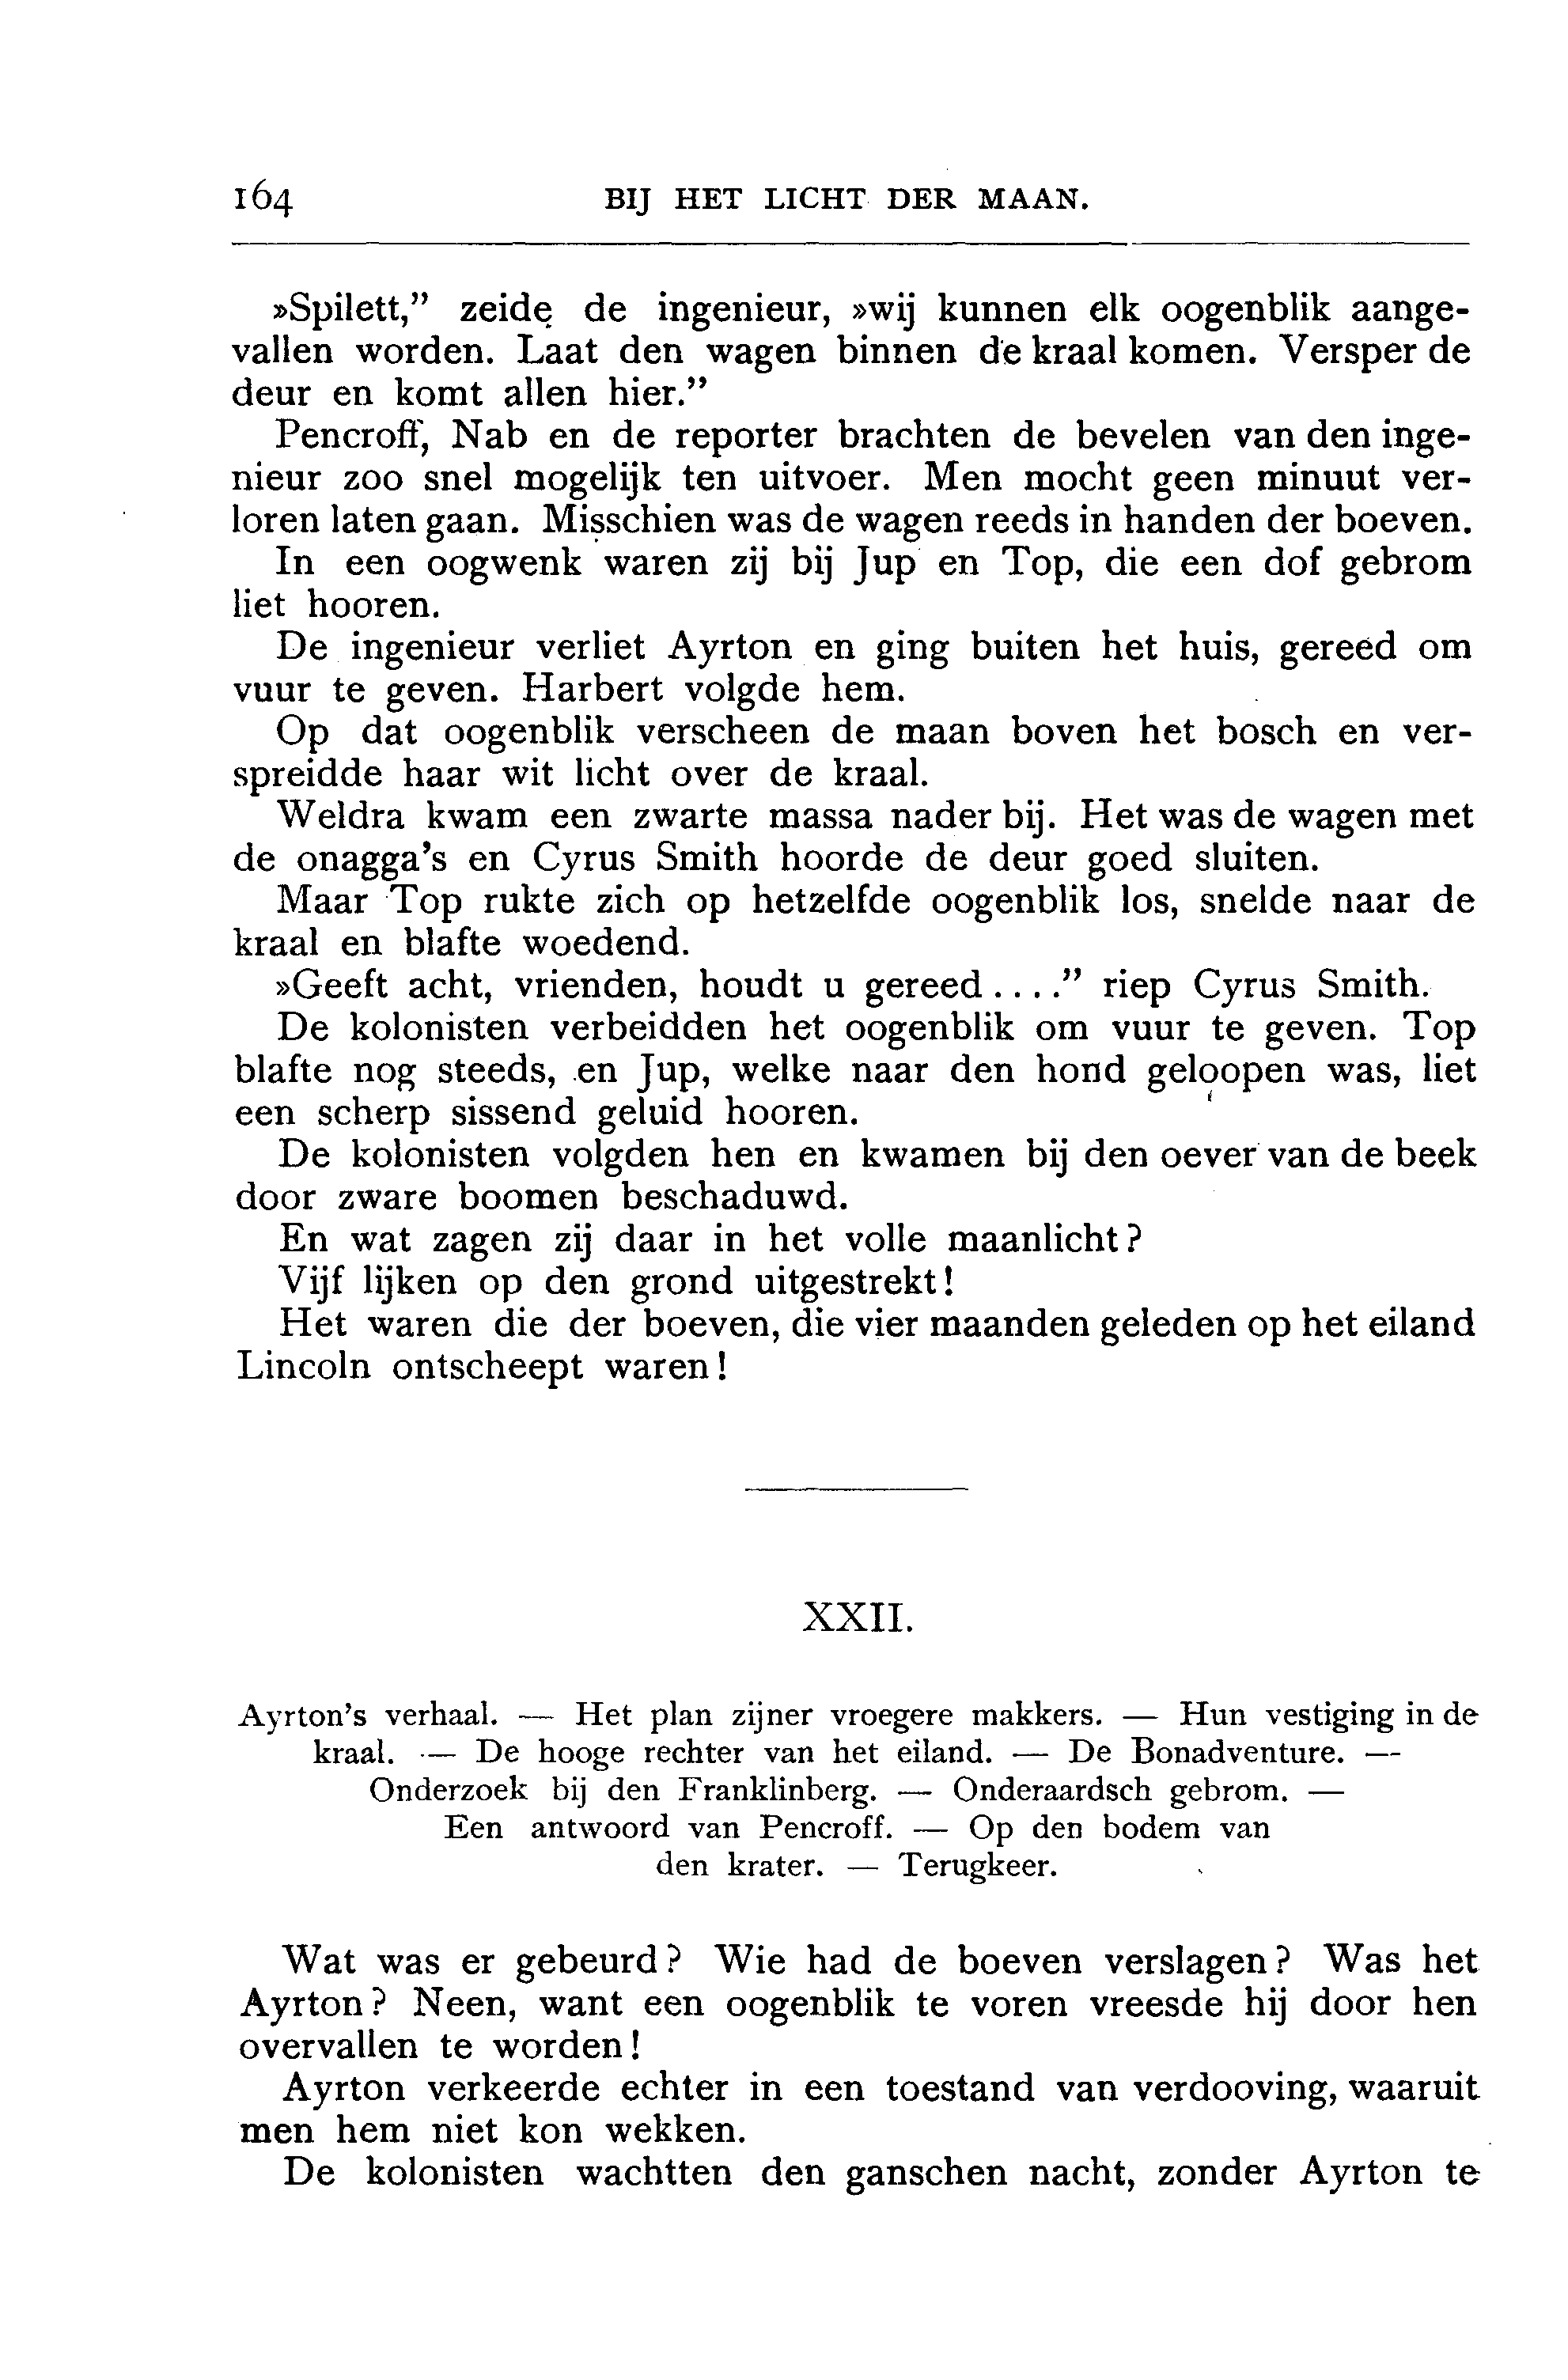 164 BIJ HET LICHT DER MAAN.
»Spilett,” zeide de ingenieur, »wij kunnen elk oogenblik aange-
vallen worden. Laat den wagen binnen de kraal komen. Versper de
deur en komt allen hier.”
Pencroff, Nab en de reporter brachten de bevelen van den inge-
nieur zoo snel mogelijk ten uitvoer. Men mocht geen minuut ver-
loren laten gaan. Misschien was de wagen reeds in handen der boeven.
In een oogwenk waren zij bij Jup en Top, die een dof gebrom
liet hooren.
De ingenieur verliet Ayrton en ging buiten het huis, gereed om
vuur te geven. Harbert volgde hem.
Op dat oogenblik verscheen de maan boven het bosch en ver-
spreidde haar wit licht over de kraal.
Weldra kwam een zwarte massa nader bij. Het was de wagen met
de onagga’s en Cyrus Smith hoorde de deur goed sluiten.
Maar Top rukte zich op hetzelfde oogenblik los, snelde naar de
kraal en blafte woedend.
»Geeft acht, vrienden, houdt u gereed ....” riep Cyrus Smith.
De kolonisten verbeidden het oogenblik om vuur te geven. Top
blafte nog steeds, en Jup, welke naar den hond geloopen was, liet
een scherp sissend geluid hooren.
De kolonisten volgden hen en kwamen bij den oever van de beek
door zware boomen beschaduwd.
En wat zagen zij daar in het volle maanlicht?
Vijf lijken op den grond uitgestrekt!
Het waren die der boeven, die vier maanden geleden op het eiland
Lincoln ontscheept waren!
XXII.
Ayrton’s verhaal. — Het plan zijner vroegere makkers. — Hun vestiging in de
kraal. — De hooge rechter van het eiland. — De Bonadventure. —
Onderzoek bij den Franklinberg. — Onderaardsch gebrom. —
Een antwoord van Pencroff. — Op den bodem van
den krater. — Terugkeer.
Wat was er gebeurd? Wie had de boeven verslagen? Was het
Ayrton? Neen, want een oogenblik te voren vreesde hij door hen
overvallen te worden!
Ayrton verkeerde echter in een toestand van verdooving, waaruit
men hem niet kon wekken.
De kolonisten wachtten den ganschen nacht, zonder Ayrton te